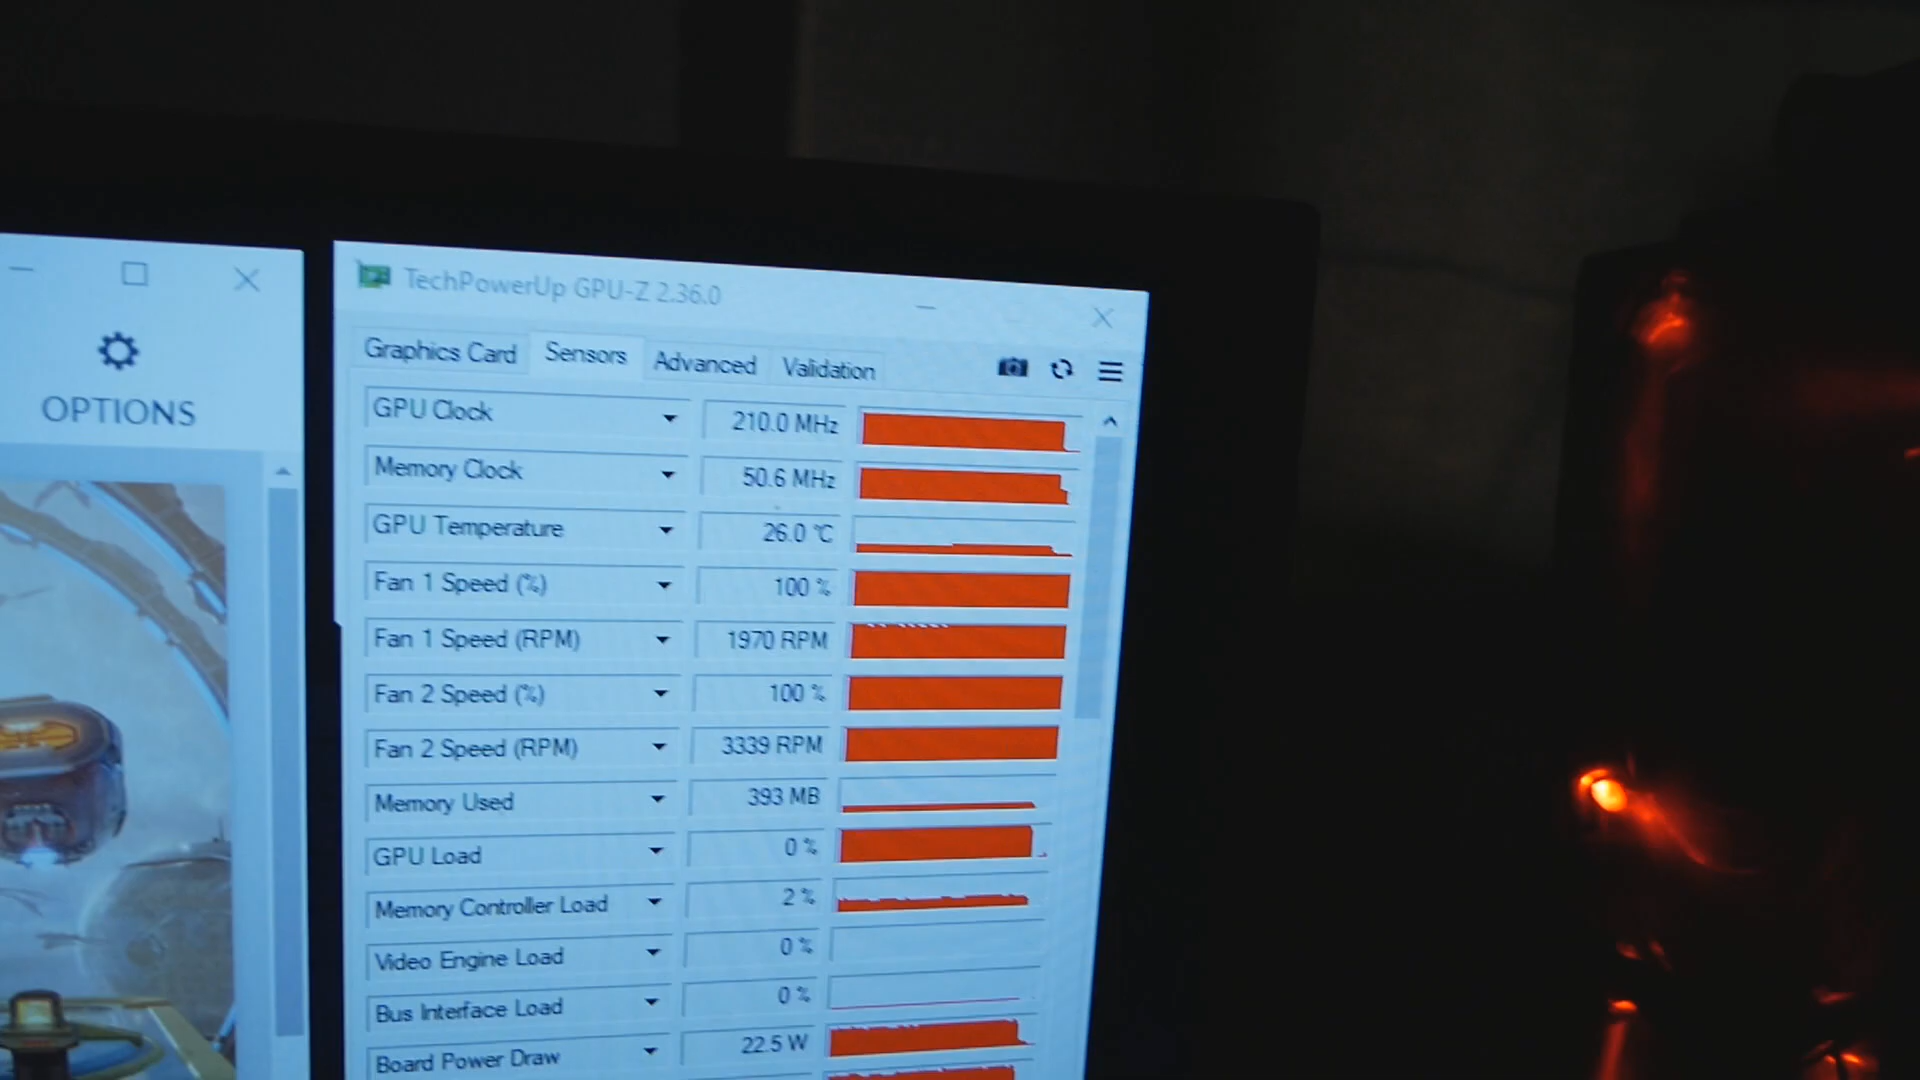 OPTIONS
TechPowerUp GPU-Z 2.36.0
Graphics Card Sensors Advanced Validation
GPU Clock 210.0 MHz
Memory Clock 50.6 MHz
GPU Temperature 26.0 °C
Fan 1 Speed (%) 100 %
Fan 1 Speed (RPM) 1970 RPM
Fan 2 Speed (%) 100 %
Fan 2 Speed (RPM) 3339 RPM
Memory Used 393 MB
GPU Load 0 %
Memory Controller Load 2 %
Video Engine Load 0 %
Bus Interface Load 0 %
Board Power Draw 22.5 W